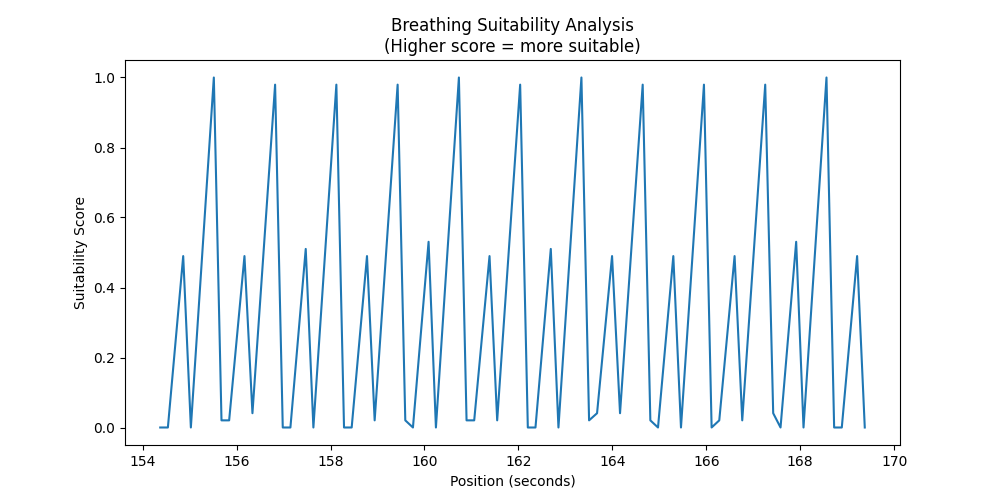 Breathing Suitability Analysis
(Higher score = more suitable)
Suitability Score
1.0
0.8
0.6
0.4
0.2
0.0
154 156 158 160 162 164 166 168 170
Position (seconds)